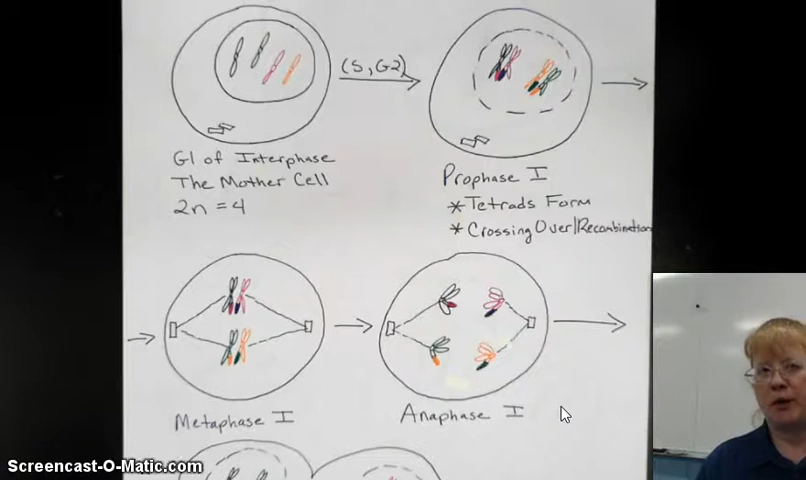 (S, G2)
G1 of Interphase
The Mother Cell
2n = 4
Prophase I
* Tetrads Form
* Crossing Over/Recombination
Metaphase I
Anaphase I
Screencast-O-Matic.com